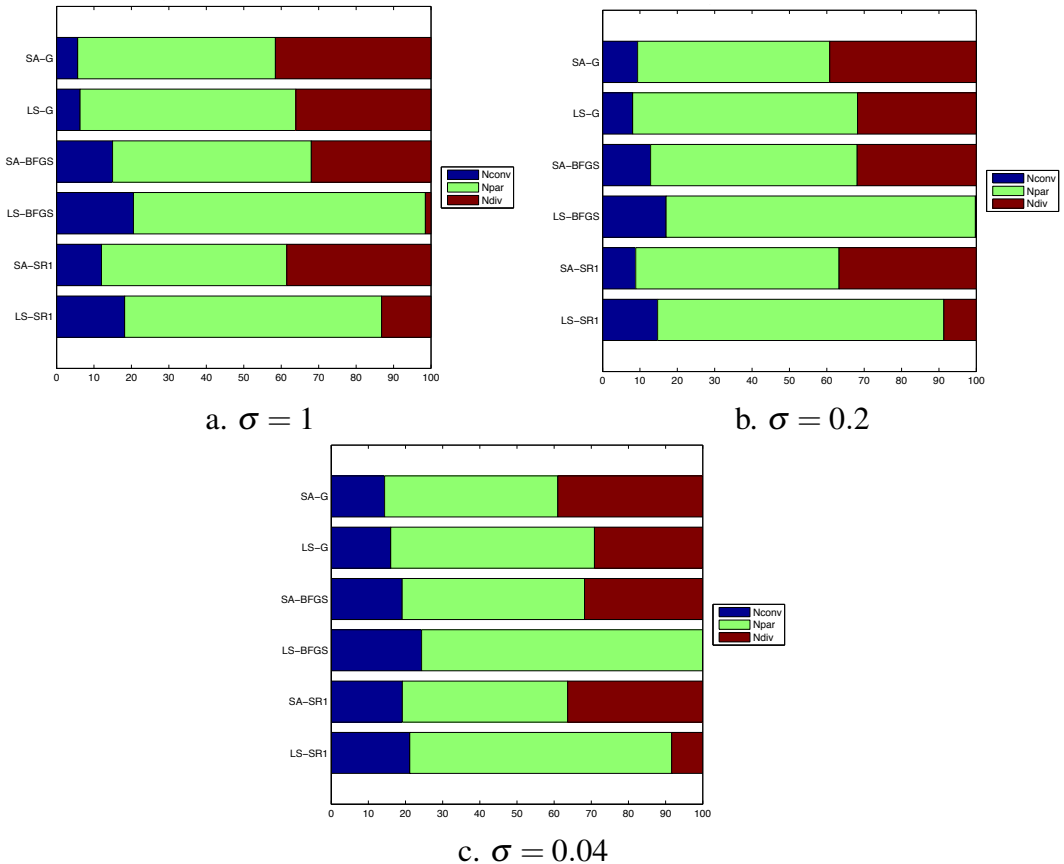 SA−G
LS−G
SA−BFGS
LS−BFGS
SA−SR1
LS−SR1
0 10 20 30 40 50 60 70 80 90 100
Nconv
Npar
Ndiv
a. σ = 1
SA−G
LS−G
SA−BFGS
LS−BFGS
SA−SR1
LS−SR1
0 10 20 30 40 50 60 70 80 90 100
Nconv
Npar
Ndiv
b. σ = 0.2
SA−G
LS−G
SA−BFGS
LS−BFGS
SA−SR1
LS−SR1
0 10 20 30 40 50 60 70 80 90 100
Nconv
Npar
Ndiv
c. σ = 0.04